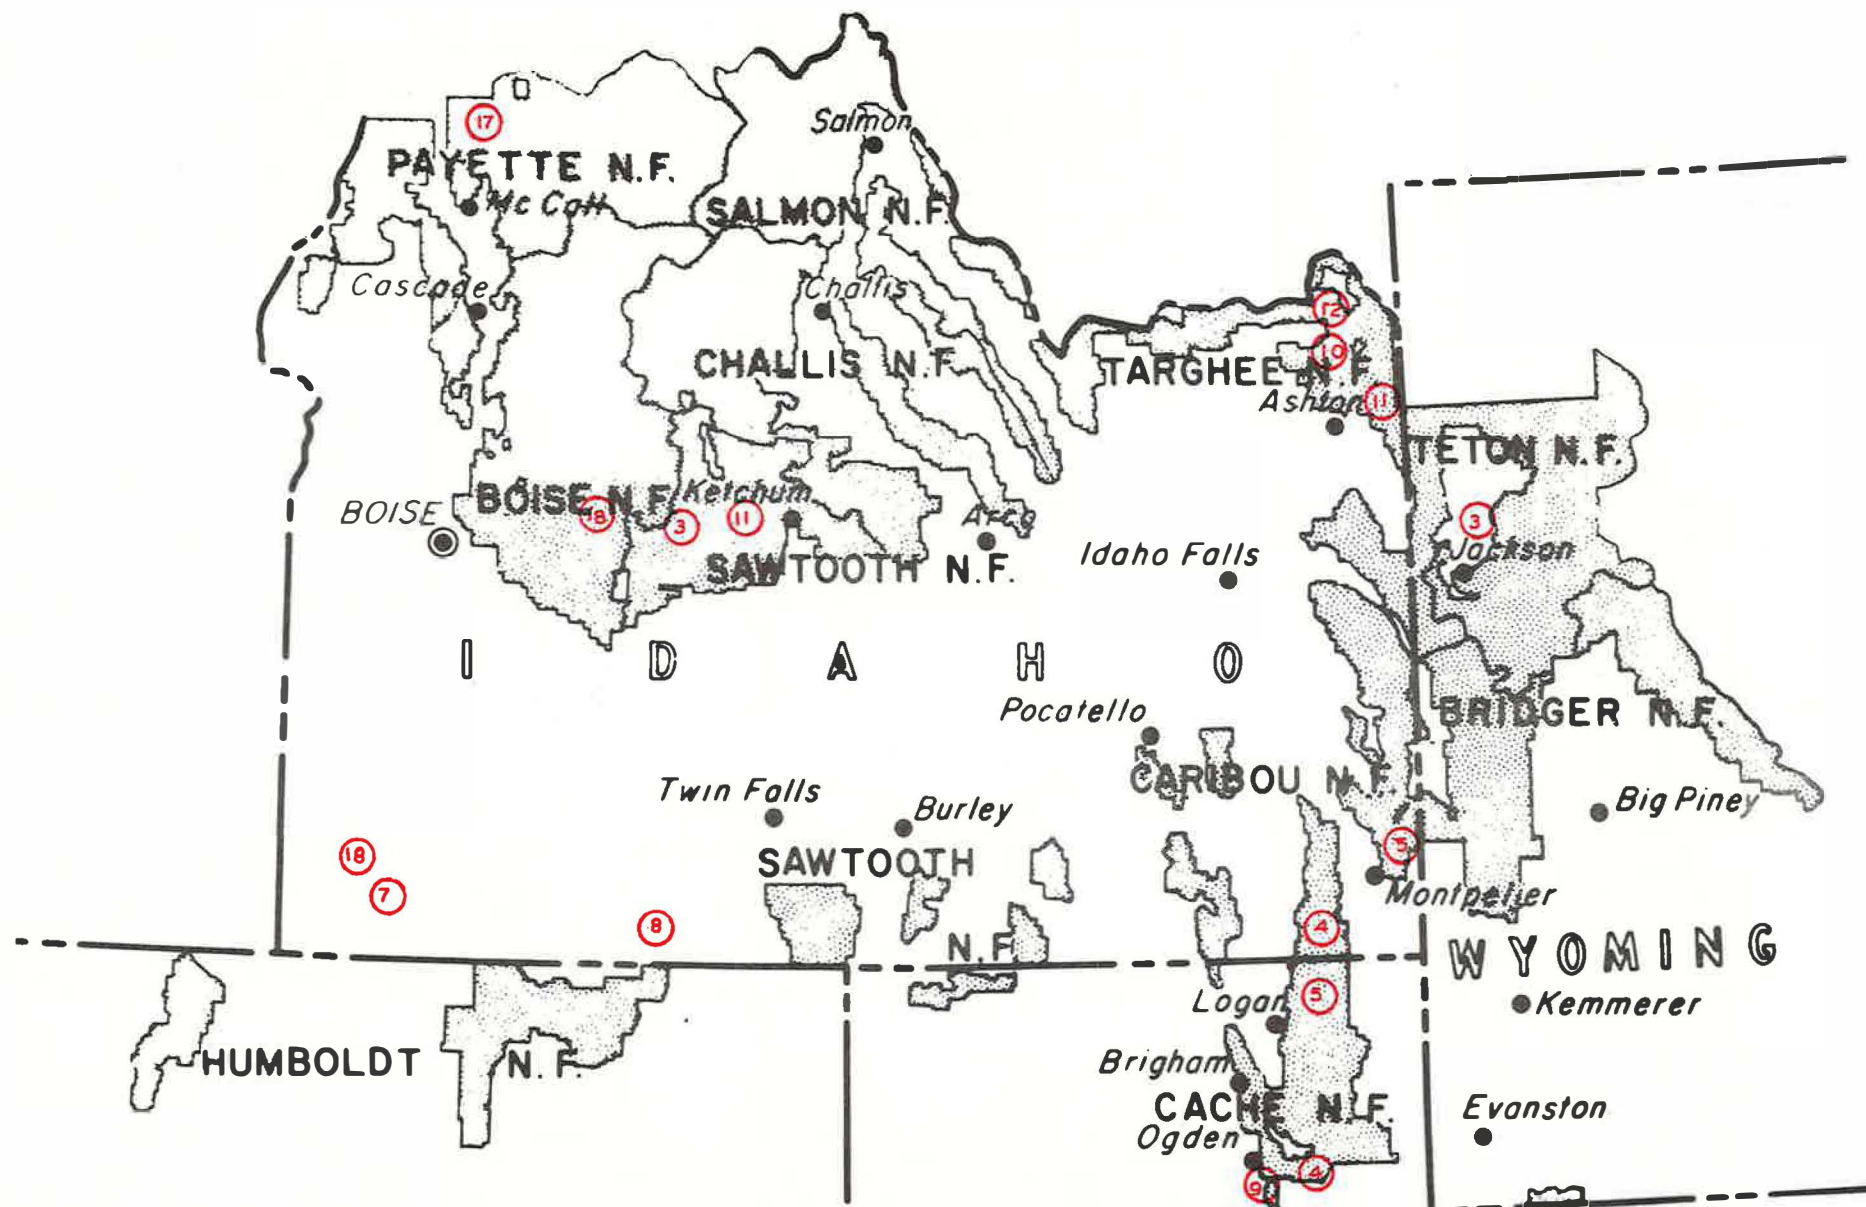 17
Salmon
PAYETTE N.F.
Mc Call
SALMON N.F.
Cascade
Challis
12
10
CHALLIS N.F.
TARGHEE N.F.
Ashton
11
TETON N.F.
BOISE
BOISE N.F.
18
Ketchum
3
11
Arco
3
Jackson
SAWTOOTH N.F.
Idaho Falls
I D A H O
Pocatello
BRIDGER N.F.
CARIBOU N.F.
Twin Falls
Burley
Big Piney
18
7
SAWTOOTH
5
Montpelier
8
4
N.F.
WYOMING
5
Logan
Kemmerer
HUMBOLDT N.F.
Brigham
CACHE N.F.
Evanston
Ogden
9
4